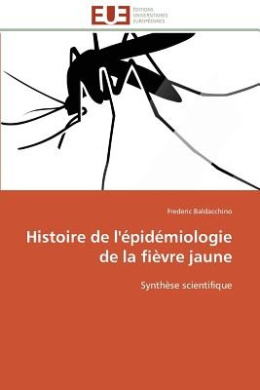 EUE
ÉDITIONS
UNIVERSITAIRES
EUROPÉENNES
Frederic Baldacchino
Histoire de l'épidémiologie
de la fièvre jaune
Synthèse scientifique